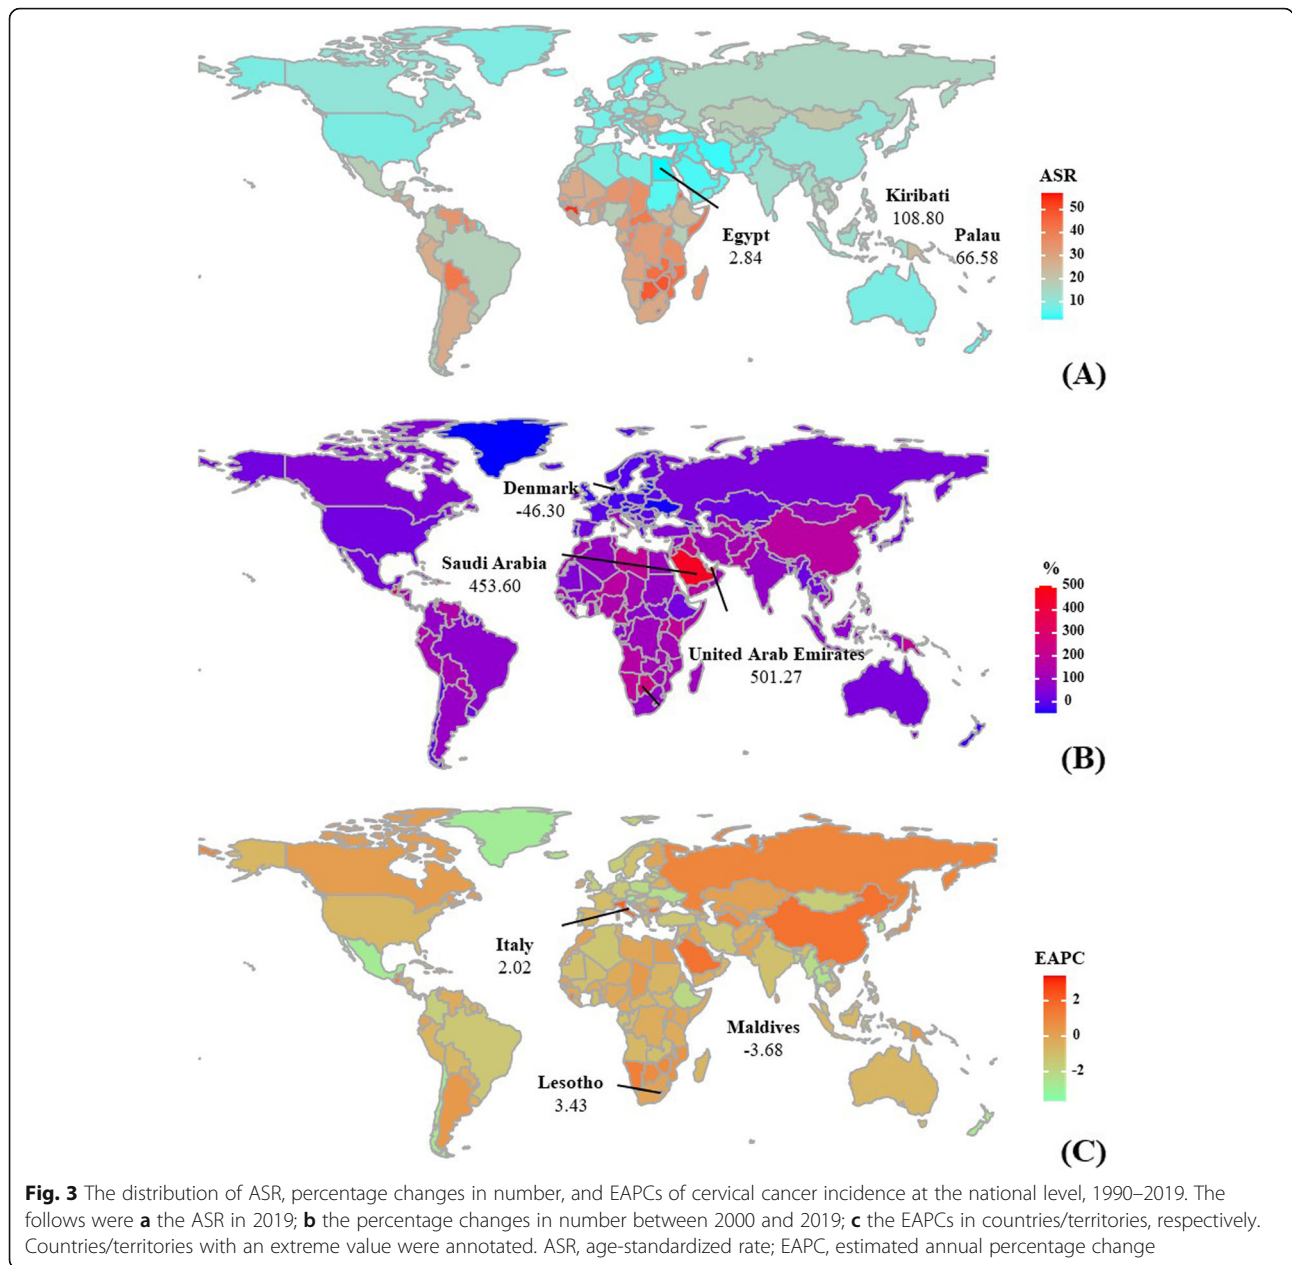 ASR
50
40
30
20
10
Kiribati
108.80
Palau
66.58
Egypt
2.84
(A)
Denmark
-46.30
Saudi Arabia
453.60
United Arab Emirates
501.27
%
500
400
300
200
100
0
(B)
Italy
2.02
Maldives
-3.68
Lesotho
3.43
EAPC
2
0
-2
(C)
Fig. 3 The distribution of ASR, percentage changes in number, and EAPCs of cervical cancer incidence at the national level, 1990–2019. The
follows were a the ASR in 2019; b the percentage changes in number between 2000 and 2019; c the EAPCs in countries/territories, respectively.
Countries/territories with an extreme value were annotated. ASR, age-standardized rate; EAPC, estimated annual percentage change